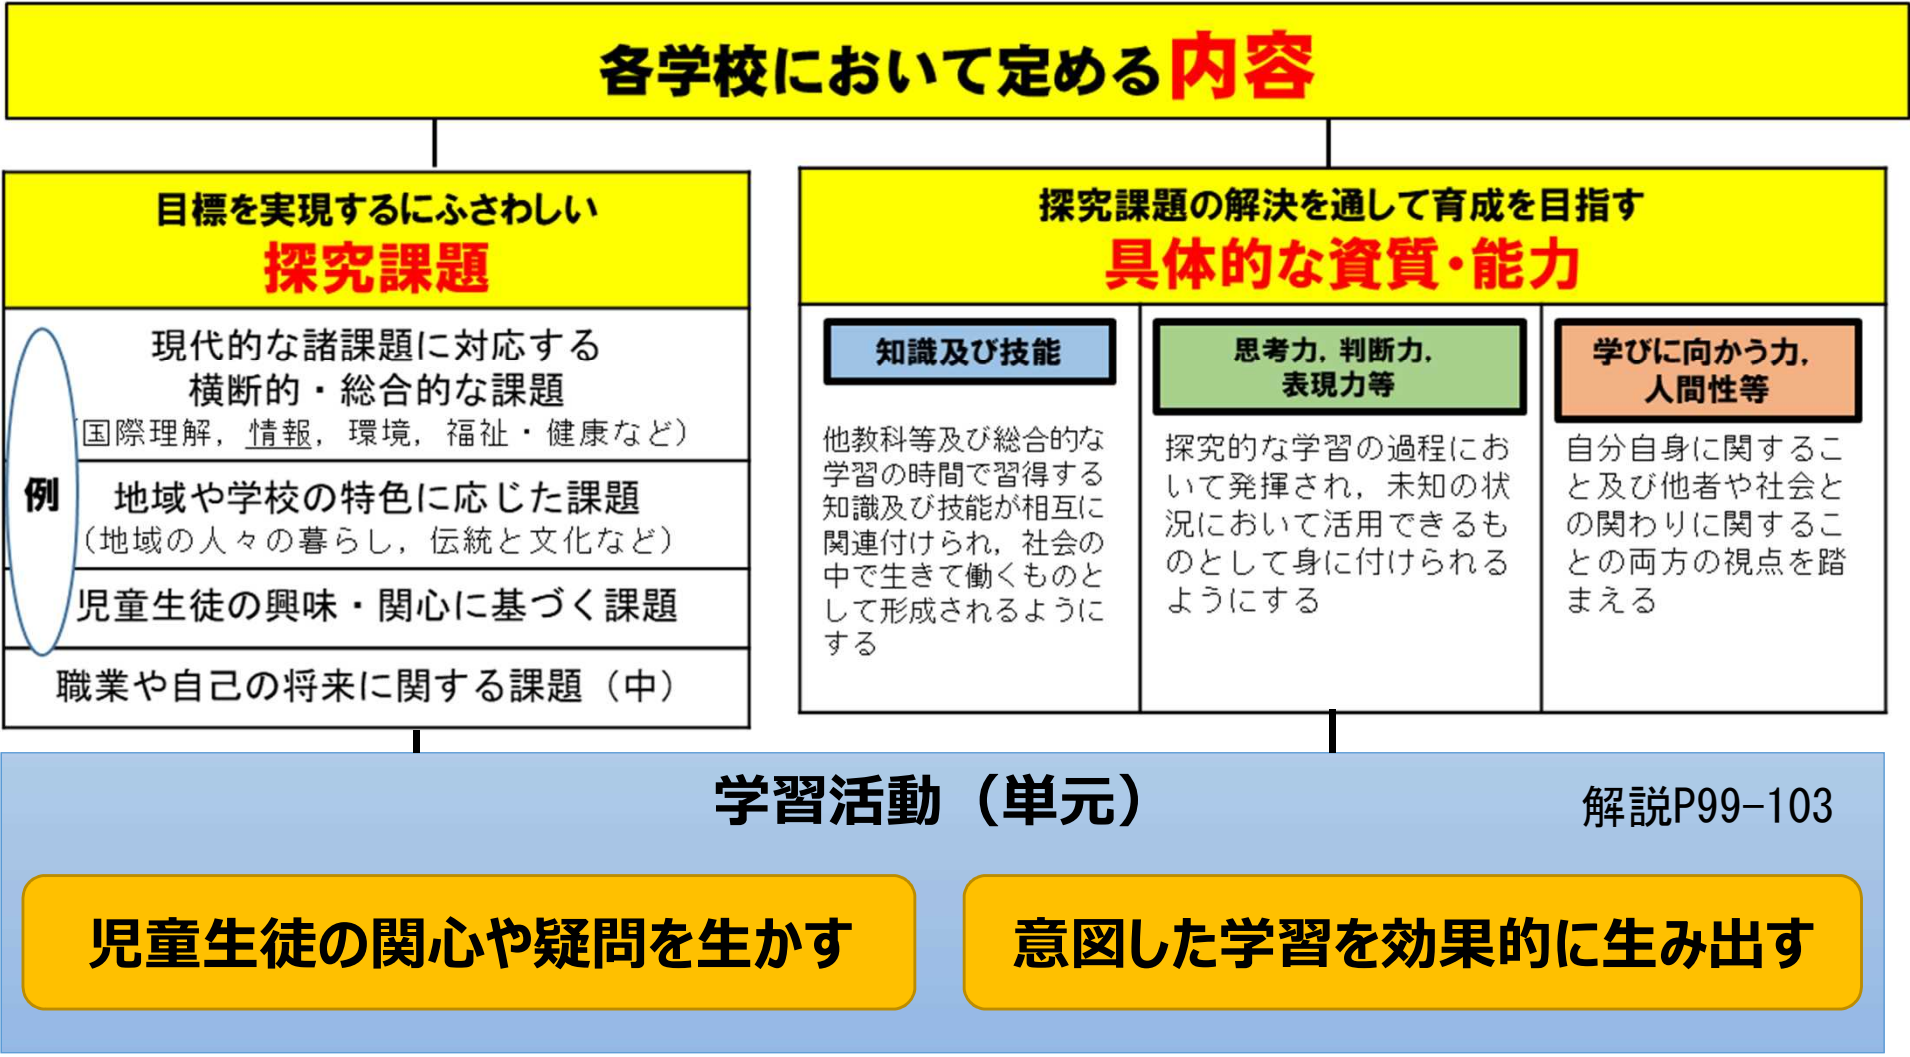 各学校において定める内容
目標を実現するにふさわしい
探究課題
例
現代的な諸課題に対応する
横断的・総合的な課題
(国際理解，情報，環境，福祉・健康など）
地域や学校の特色に応じた課題
（地域の人々の暮らし，伝統と文化など）
児童生徒の興味・関心に基づく課題
職業や自己の将来に関する課題（中）
探究課題の解決を通して育成を目指す
具体的な資質・能力
知識及び技能
他教科等及び総合的な
学習の時間で習得する
知識及び技能が相互に
関連付けられ，社会の
中で生きて働くものと
して形成されるように
する
思考力，判断力，
表現力等
探究的な学習の過程にお
いて発揮され，未知の状
況において活用できるも
のとして身に付けられる
ようにする
学びに向かう力，
人間性等
自分自身に関するこ
と及び他者や社会と
の関わりに関するこ
との両方の視点を踏
まえる
学習活動（単元）
解説P99-103
児童生徒の関心や疑問を生かす
意図した学習を効果的に生み出す